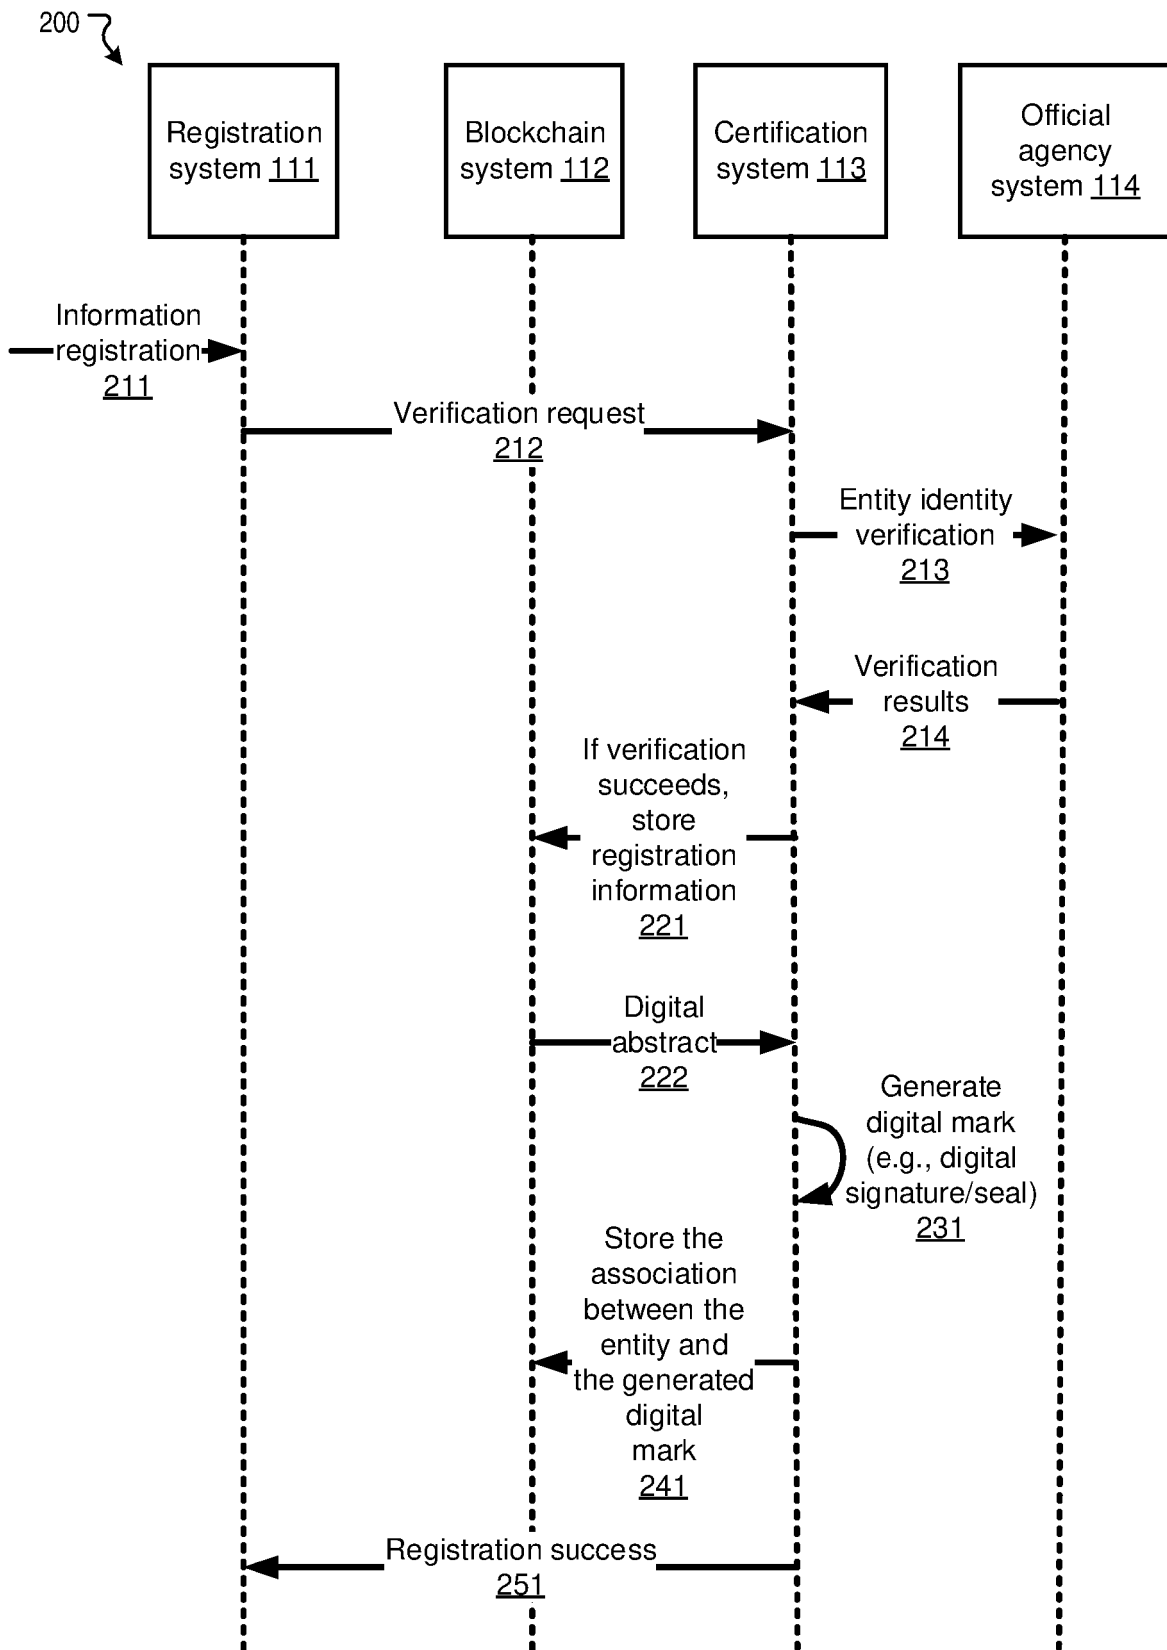 200
Registration
system 111
Blockchain
system 112
Certification
system 113
Official
agency
system 114
Information
registration
211
Verification request
212
Entity identity
verification
213
Verification
results
214
If verification
succeeds,
store
registration
information
221
Digital
abstract
222
Generate
digital mark
(e.g., digital
signature/seal)
231
Store the
association
between the
entity and
the generated
digital
mark
241
Registration success
251